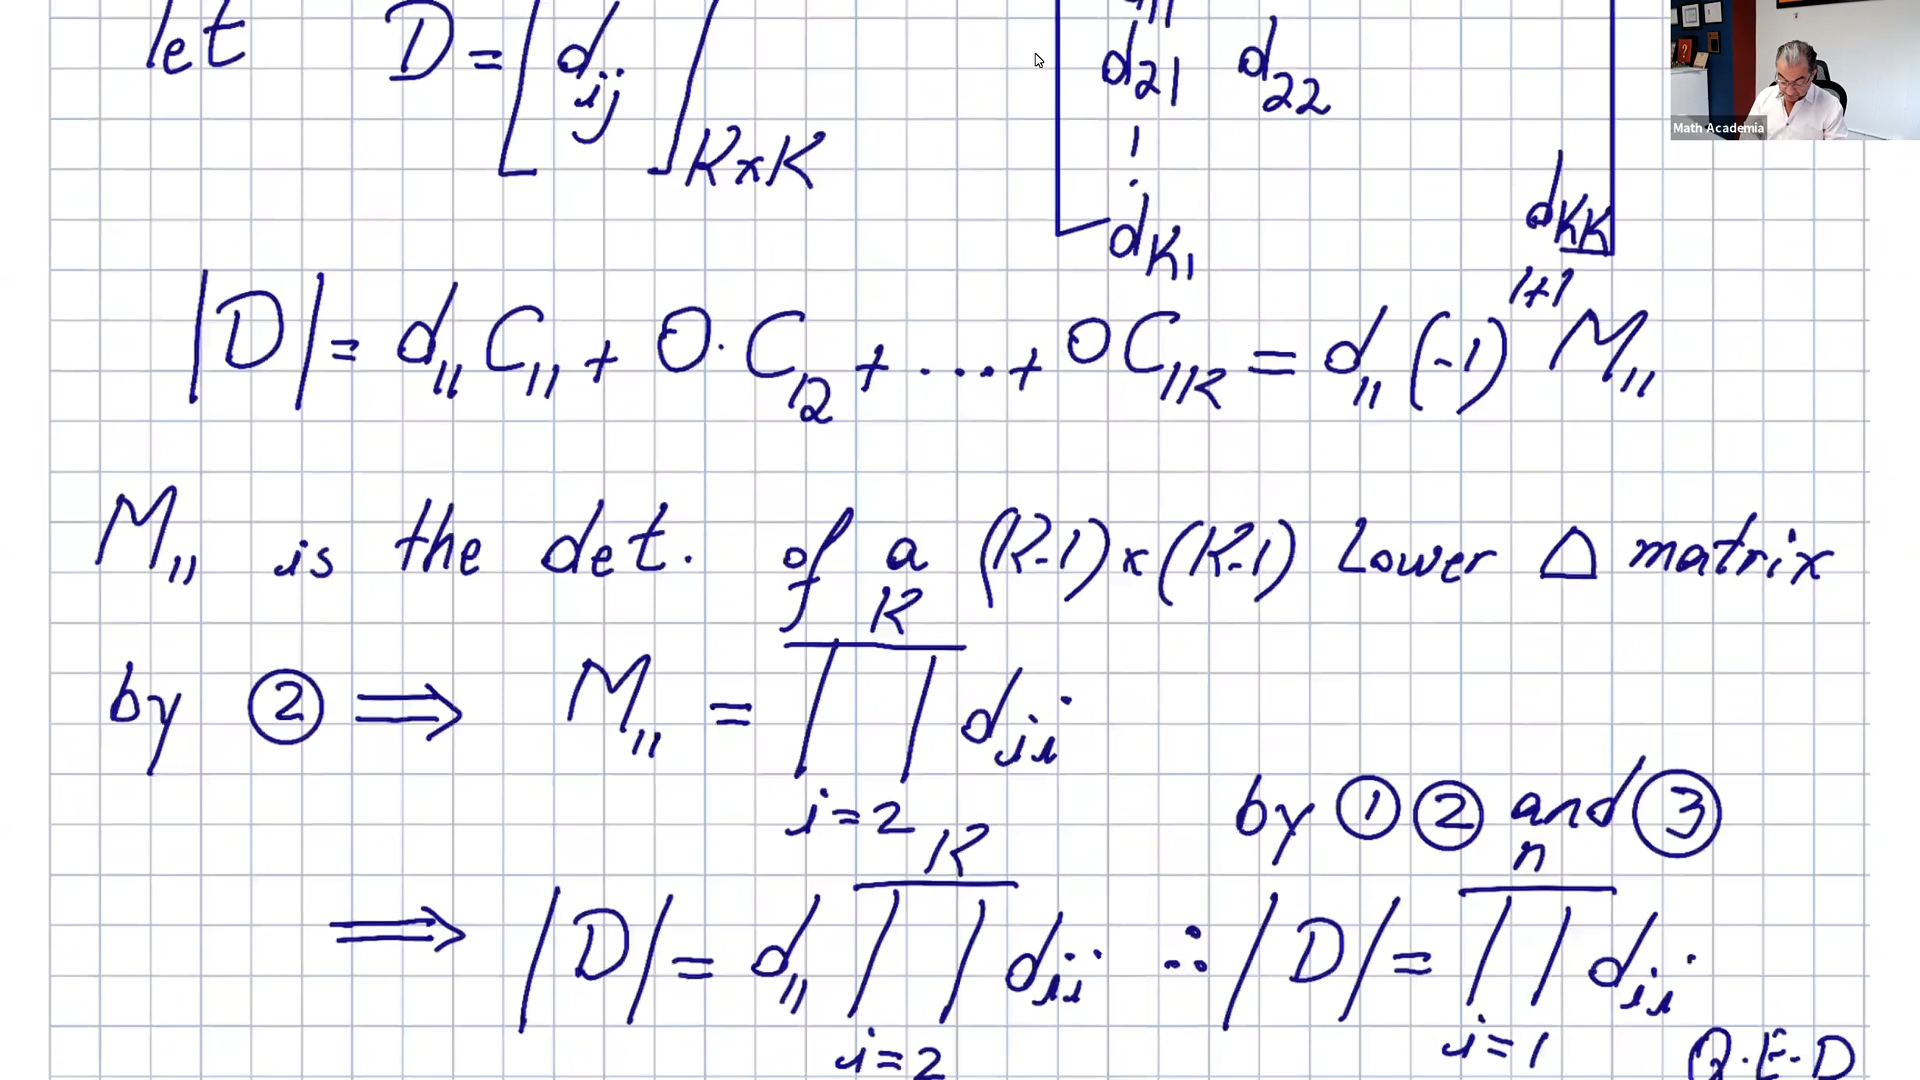 let D = [d_ij]_K×K
d_11
d_21 d_22
d_K1 d_KK
Math Academia
|D| = d_11 C_11 + 0·C_12 + ... + 0 C_1K = d_11 (-1)^1+1 M_11
M_11 is the det. of a (K-1)×(K-1) Lower △ matrix
by ② ⟹ M_11 = ∏_{i=2}^{K} d_ii
by ① ② and ③
⟹ |D| = d_11 ∏_{i=2}^{K} d_ii ∴ |D| = ∏_{i=1}^{n} d_ii
Q.E.D